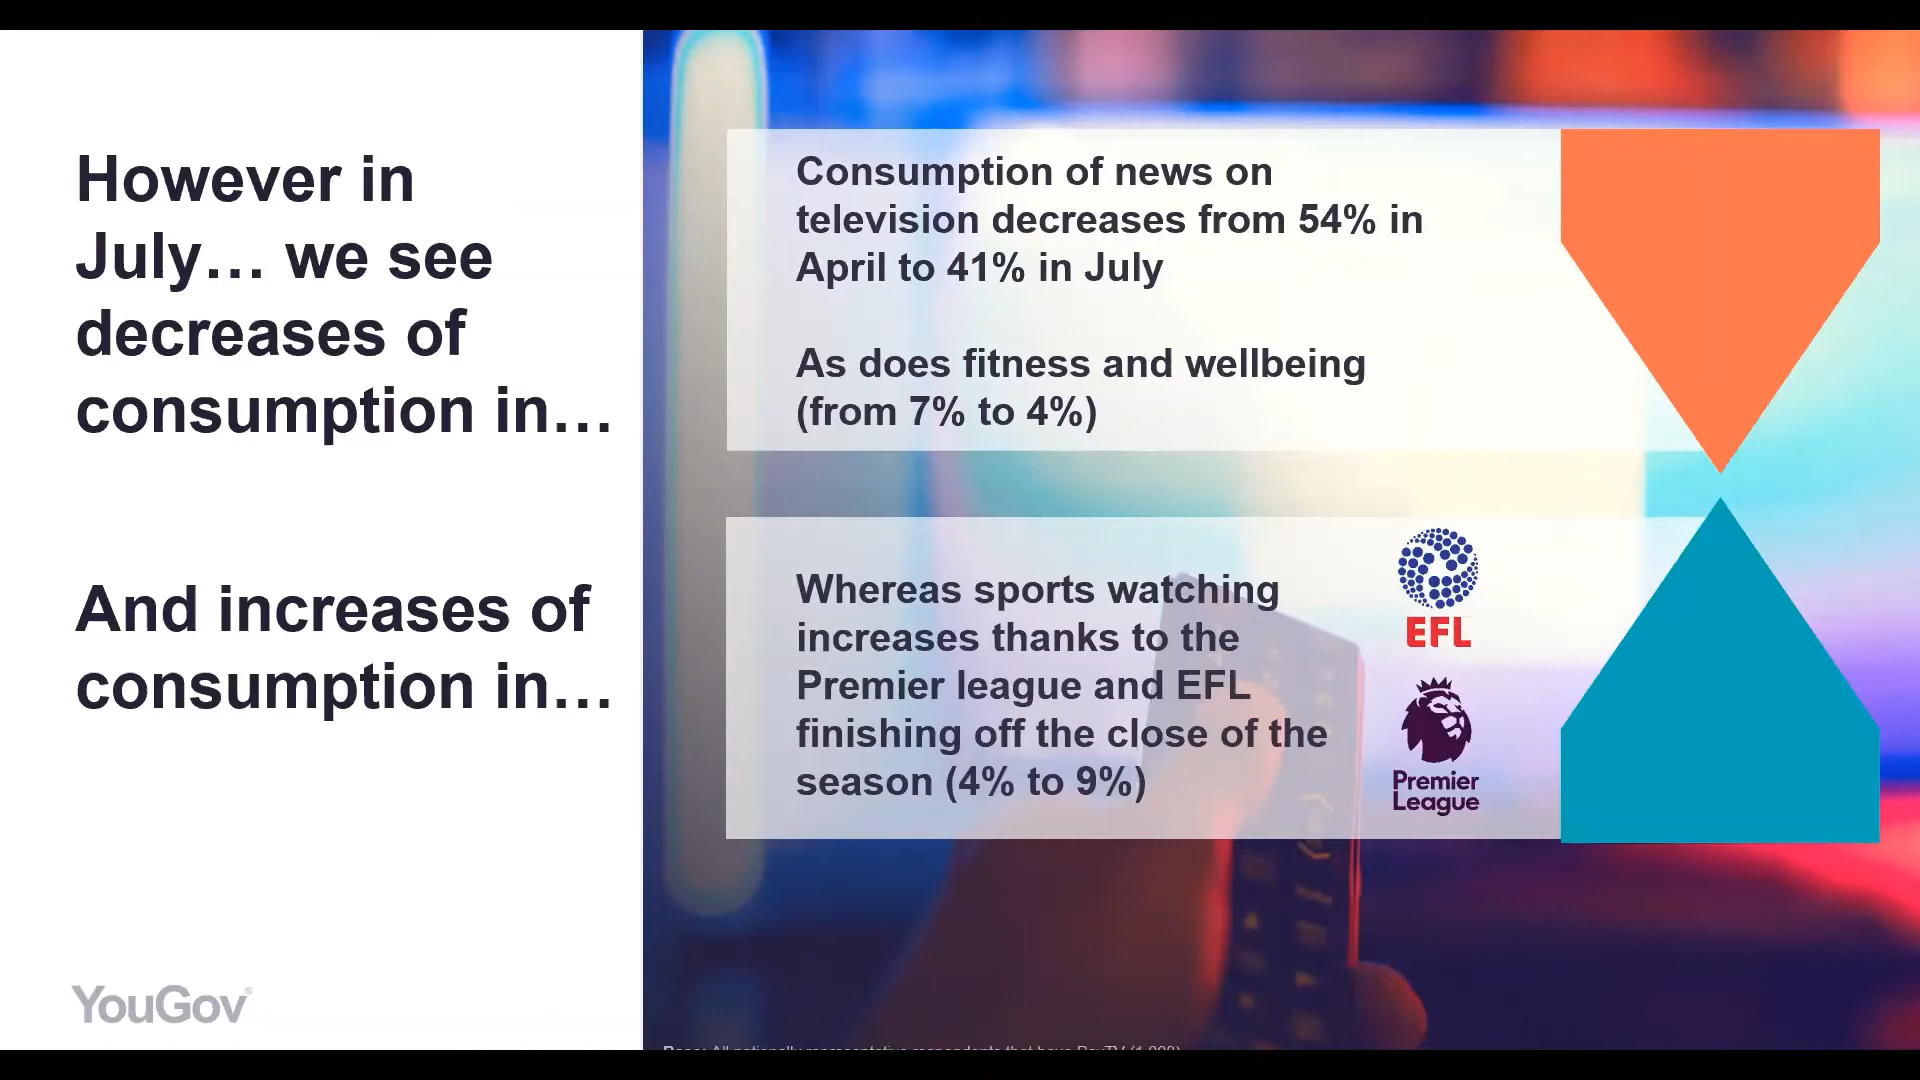 However in
July… we see
decreases of
consumption in…
And increases of
consumption in…
YouGov®
Consumption of news on
television decreases from 54% in
April to 41% in July
As does fitness and wellbeing
(from 7% to 4%)
Whereas sports watching
increases thanks to the
Premier league and EFL
finishing off the close of the
season (4% to 9%)
EFL
Premier
League